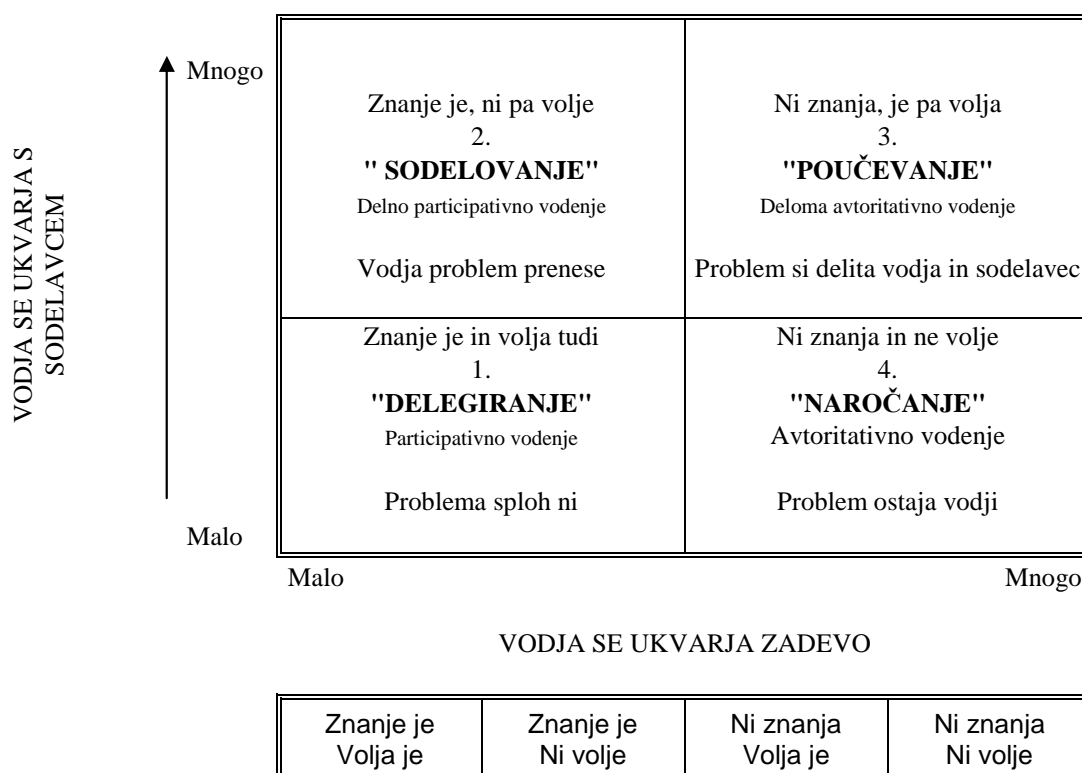 VODJA SE UKVARJA S
SODELAVCEM
Mnogo
Malo
Znanje je, ni pa volje
2.
" SODELOVANJE"
Delno participativno vodenje
Vodja problem prenese
Ni znanja, je pa volja
3.
"POUČEVANJE"
Deloma avtoritativno vodenje
Problem si delita vodja in sodelavec
Znanje je in volja tudi
1.
"DELEGIRANJE"
Participativno vodenje
Problema sploh ni
Ni znanja in ne volje
4.
"NAROČANJE"
Avtoritativno vodenje
Problem ostaja vodji
Malo
Mnogo
VODJA SE UKVARJA ZADEVO
Znanje je
Volja je
Znanje je
Ni volje
Ni znanja
Volja je
Ni znanja
Ni volje